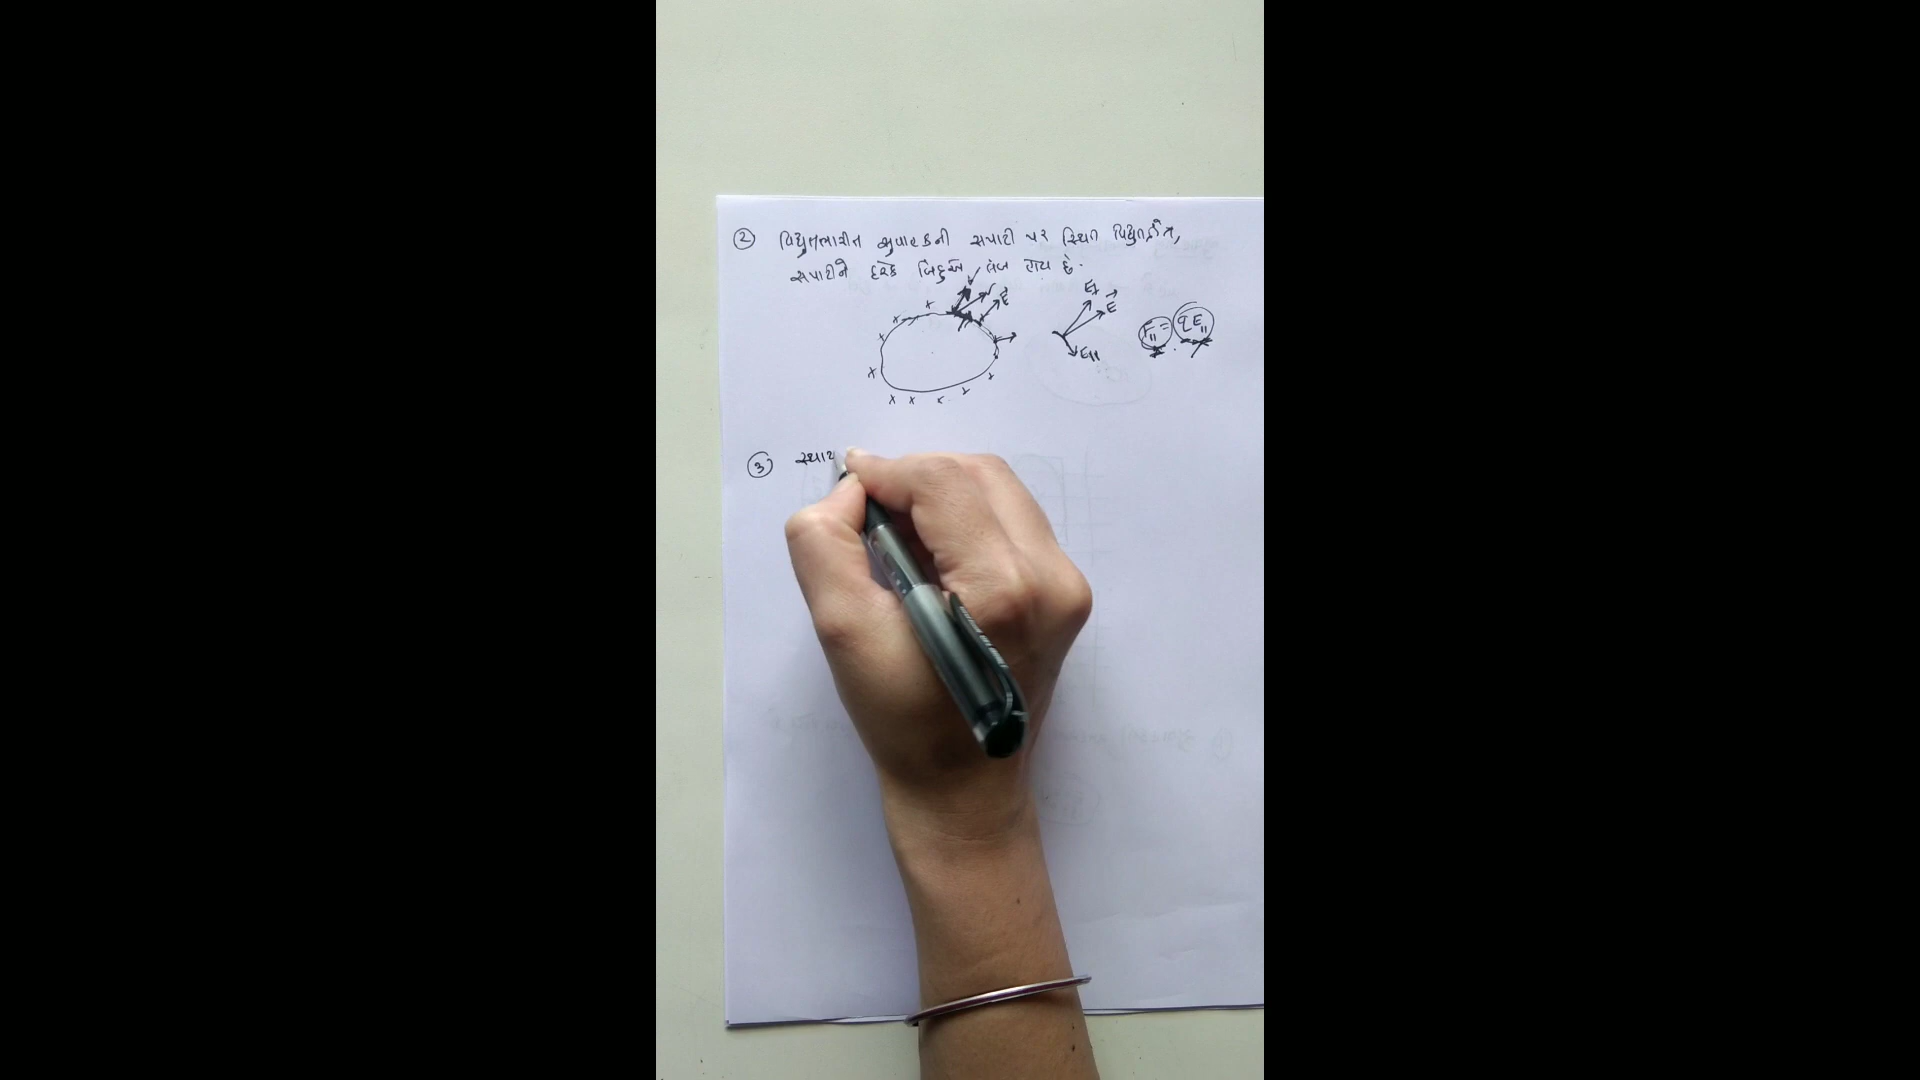 ② વિદ્યુતભારીત સુવાહકની સપાટી પર સ્થિત વિદ્યુતક્ષેત્ર,
સપાટીને દરેક બિંદુએ લંબ હોય છે.
E⃗
E⊥
E⃗
E॥
F॥ = qE॥
③ સ્થાય